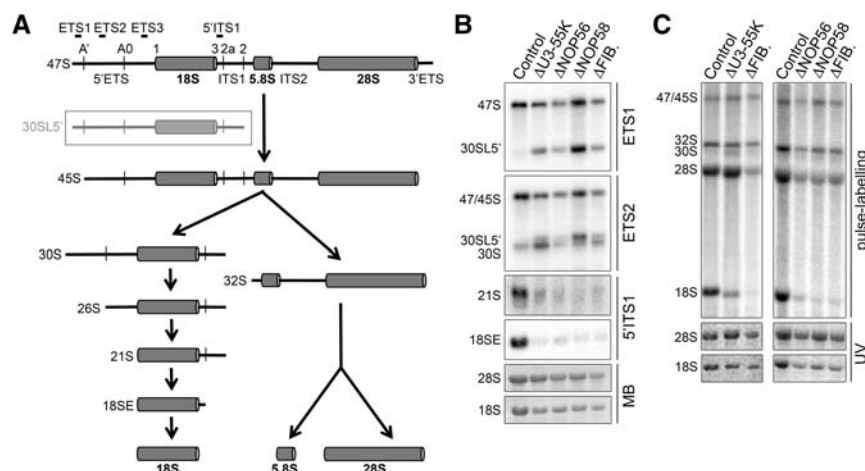 A
ETS1 ETS2 ETS3 5'ITS1
A' A0 1 3 2a 2
47S
5'ETS 18S ITS1 5.8S ITS2 28S 3'ETS
30SL5'
45S
30S
32S
26S
21S
18SE
18S 5.8S 28S
B
Control ΔU3-55K ΔNOP56 ΔNOP58 ΔFIB.
47S
30SL5'
ETS1
47/45S
30SL5'
30S
ETS2
21S
18SE
5'ITS1
28S
18S
MB
C
Control ΔU3-55K ΔFIB. Control ΔNOP56 ΔNOP58 ΔFIB.
47/45S
32S
30S
28S
18S
pulse-labelling
28S
18S
UV